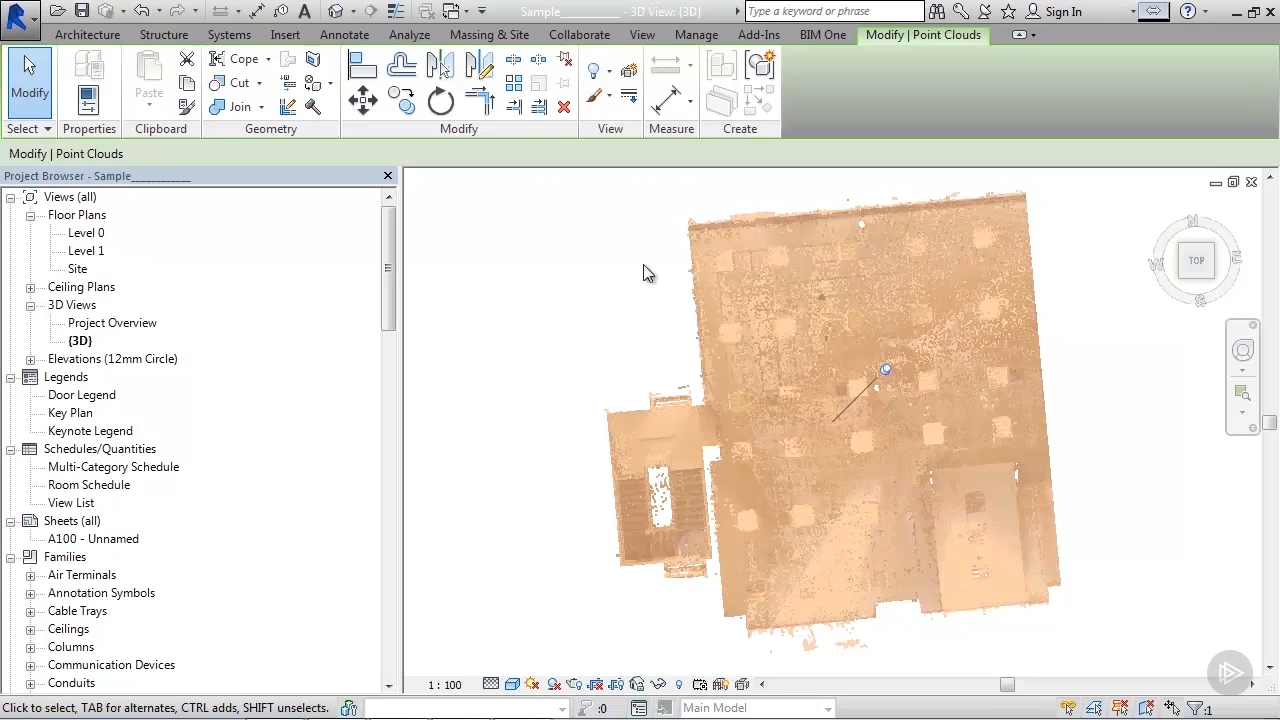 Sample__________ - 3D View: {3D}
Type a keyword or phrase
Sign In
Architecture
Systems
Insert
Annotate
Analyze
Massing & Site
Collaborate
View
Manage
Add-Ins
BIM One
Modify | Point Clouds
Modify
Paste
Cope
Cut
Join
Select
Properties
Clipboard
Geometry
Modify
View
Measure
Create
Modify | Point Clouds
Project Browser - Sample__________
Views (all)
Floor Plans
Level 0
Level 1
Site
Ceiling Plans
3D Views
Project Overview
{3D}
Elevations (12mm Circle)
Legends
Door Legend
Key Plan
Keynote Legend
Schedules/Quantities
Multi-Category Schedule
Room Schedule
View List
Sheets (all)
A100 - Unnamed
Families
Air Terminals
Annotation Symbols
Cable Trays
Ceilings
Columns
Communication Devices
Conduits
N
W
TOP
E
S
1 : 100
Click to select, TAB for alternates, CTRL adds, SHIFT unselects.
:0
Main Model
:1